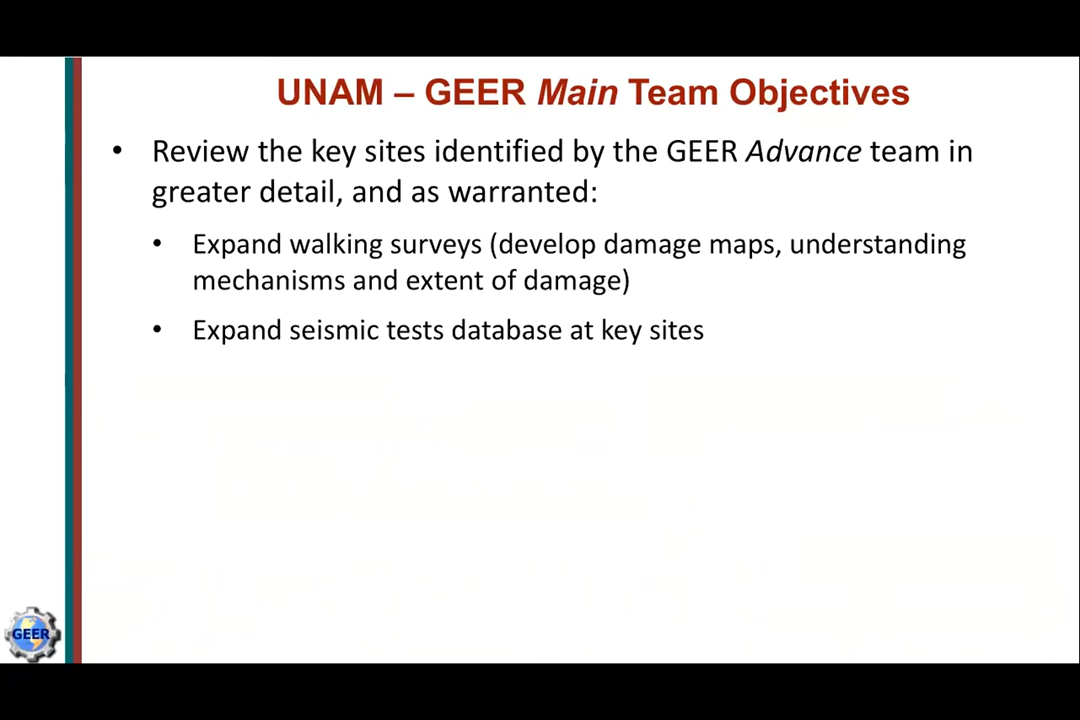 UNAM – GEER Main Team Objectives
• Review the key sites identified by the GEER Advance team in
greater detail, and as warranted:
• Expand walking surveys (develop damage maps, understanding
mechanisms and extent of damage)
• Expand seismic tests database at key sites
GEER